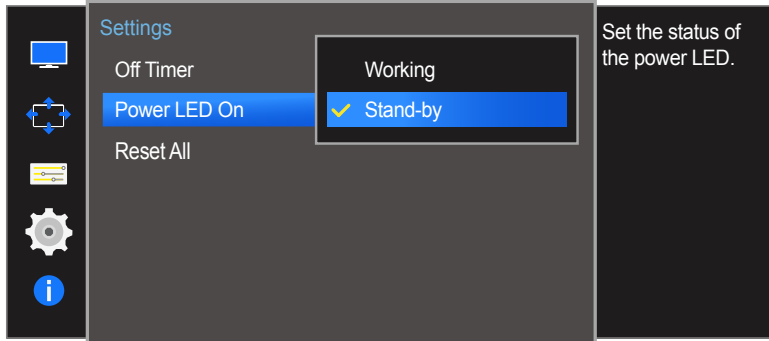 Settings
Off Timer
Power LED On
Reset All
Working
Stand-by
Set the status of
the power LED.
i